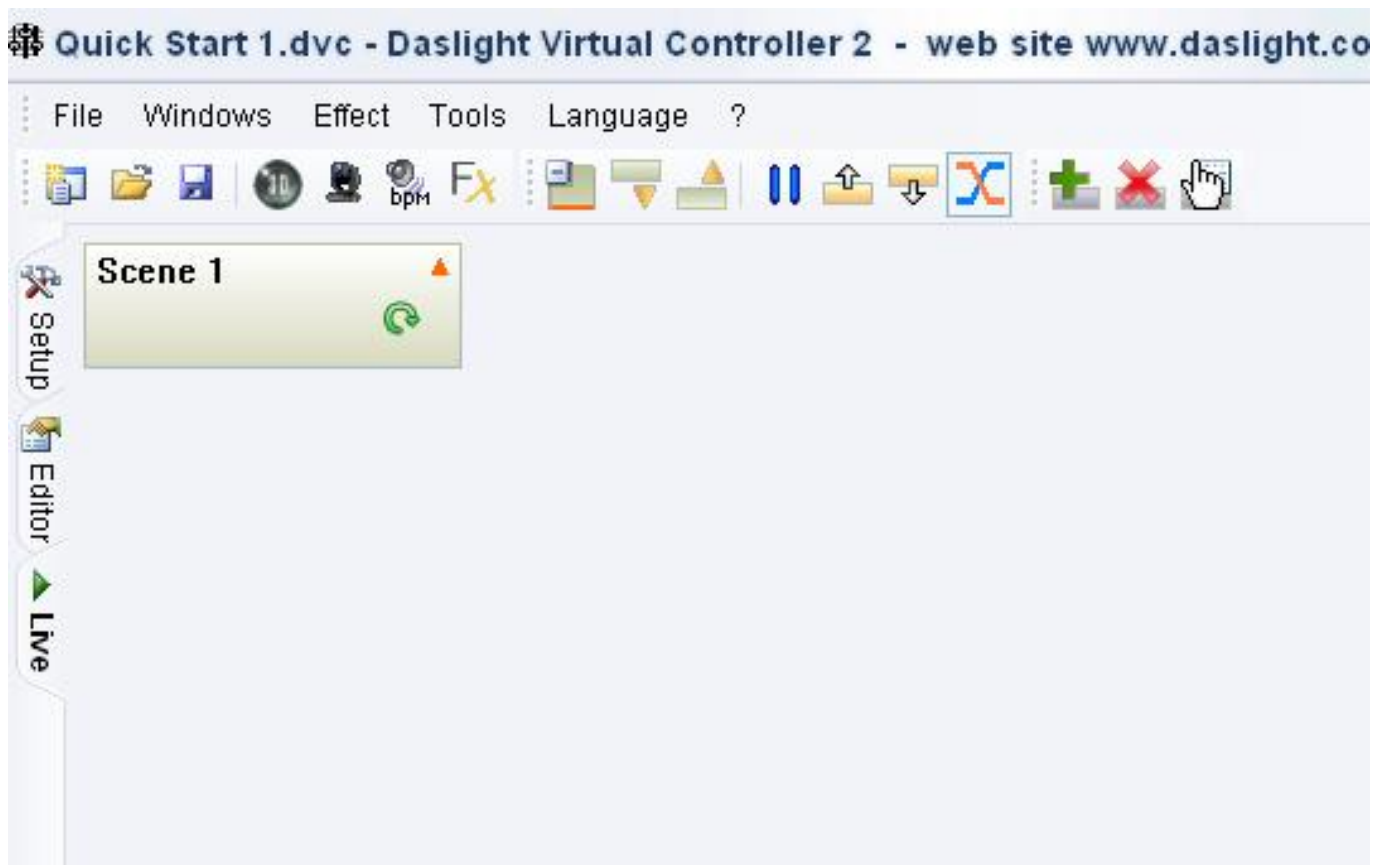 Quick Start 1.dvc - Daslight Virtual Controller 2 - web site www.daslight.co
File Windows Effect Tools Language ?
3D bpm Fx
Scene 1
Setup
Editor
Live